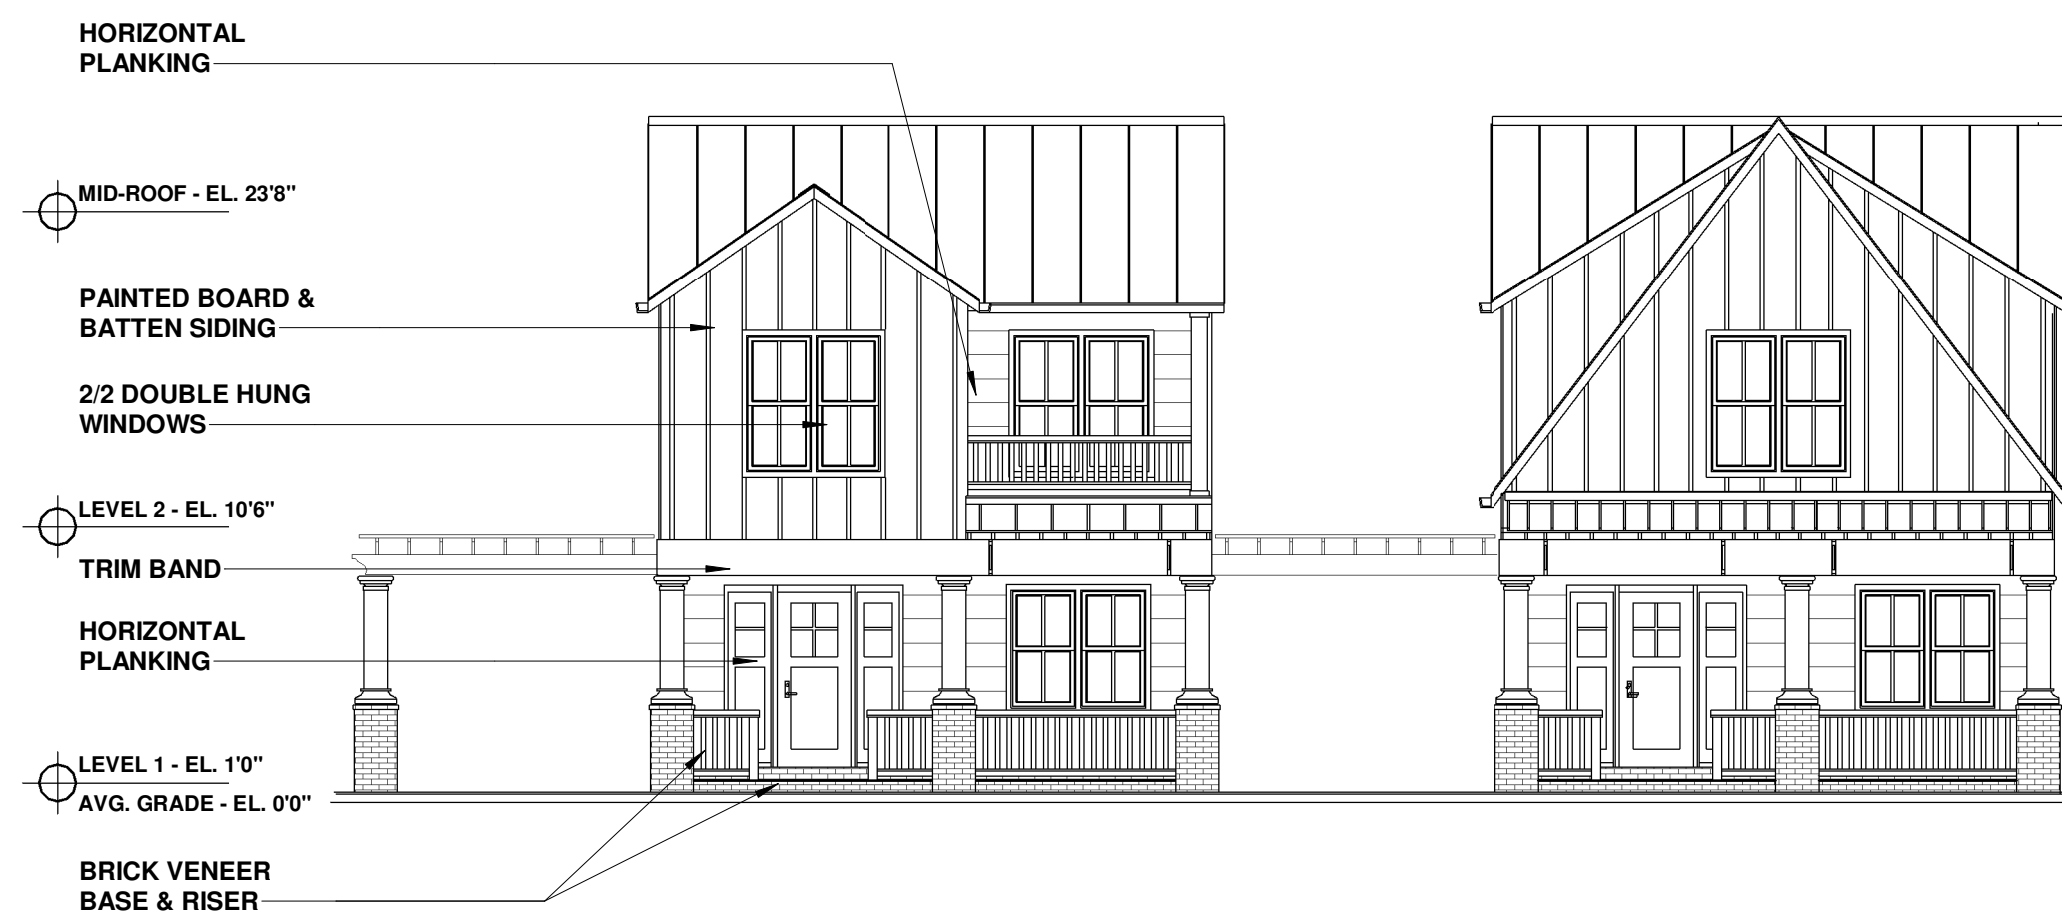 HORIZONTAL
PLANKING
MID-ROOF - EL. 23'8"
PAINTED BOARD &
BATTEN SIDING
2/2 DOUBLE HUNG
WINDOWS
LEVEL 2 - EL. 10'6"
TRIM BAND
HORIZONTAL
PLANKING
LEVEL 1 - EL. 1'0"
AVG. GRADE - EL. 0'0"
BRICK VENEER
BASE & RISER